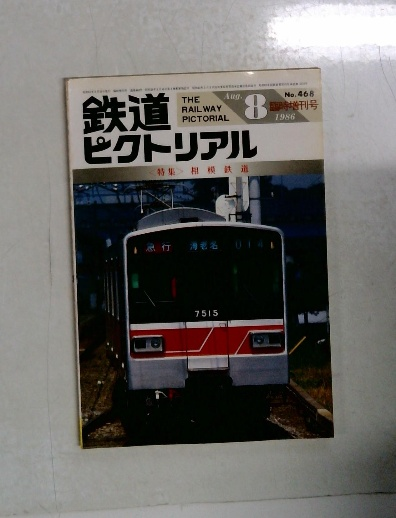 鉄道
ピクトリアル
THE
RAILWAY
PICTORIAL
Aug.
8
1986
No.468
臨時増刊号
特集 相模鉄道
急行 海老名
7515